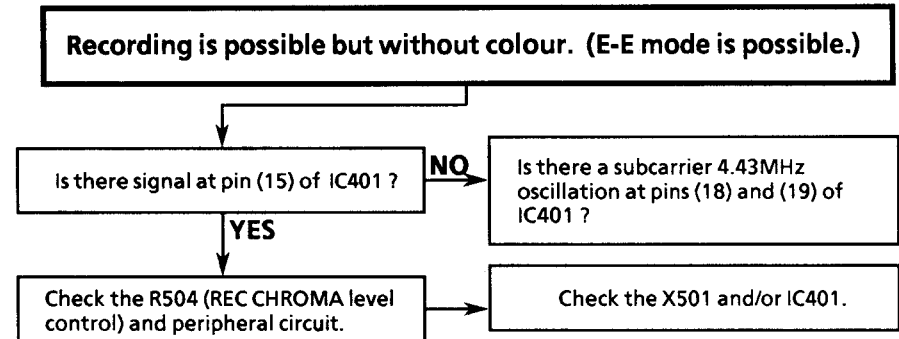 Recording is possible but without colour. (E-E mode is possible.)
Is there signal at pin (15) of IC401 ?
NO
Is there a subcarrier 4.43MHz
oscillation at pins (18) and (19) of
IC401 ?
YES
Check the R504 (REC CHROMA level
control) and peripheral circuit.
Check the X501 and/or IC401.